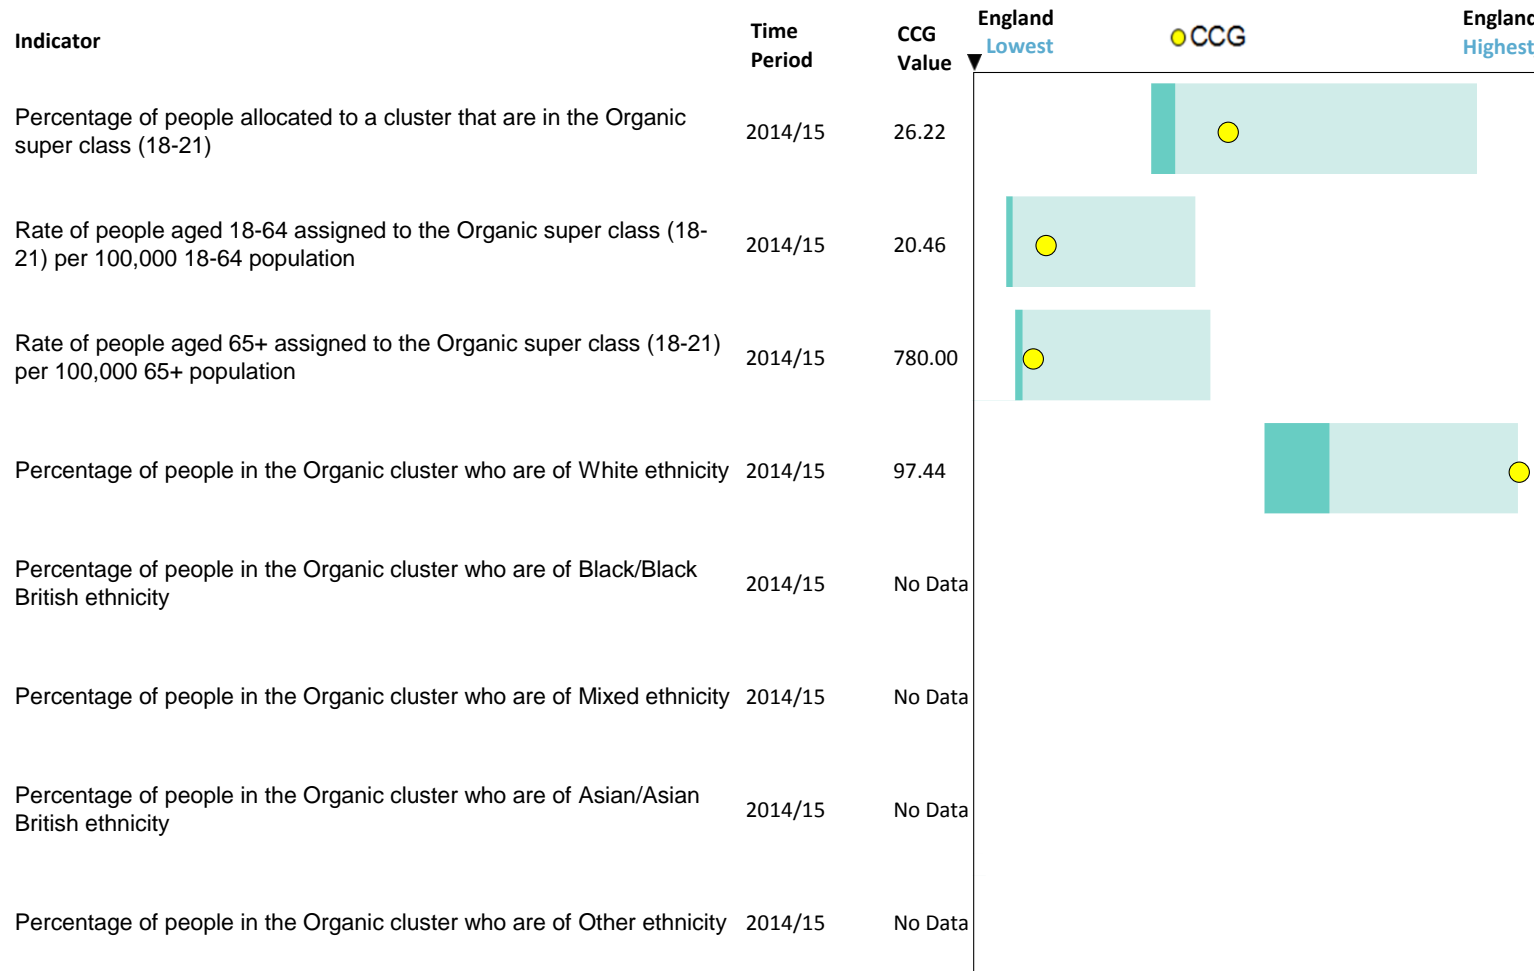 Indicator
Time Period
CCG Value
England Lowest
CCG
England Highest
Percentage of people allocated to a cluster that are in the Organic
super class (18-21)
2014/15
26.22
Rate of people aged 18-64 assigned to the Organic super class (18-
21) per 100,000 18-64 population
2014/15
20.46
Rate of people aged 65+ assigned to the Organic super class (18-21)
per 100,000 65+ population
2014/15
780.00
Percentage of people in the Organic cluster who are of White ethnicity
2014/15
97.44
Percentage of people in the Organic cluster who are of Black/Black
British ethnicity
2014/15
No Data
Percentage of people in the Organic cluster who are of Mixed ethnicity
2014/15
No Data
Percentage of people in the Organic cluster who are of Asian/Asian
British ethnicity
2014/15
No Data
Percentage of people in the Organic cluster who are of Other ethnicity
2014/15
No Data